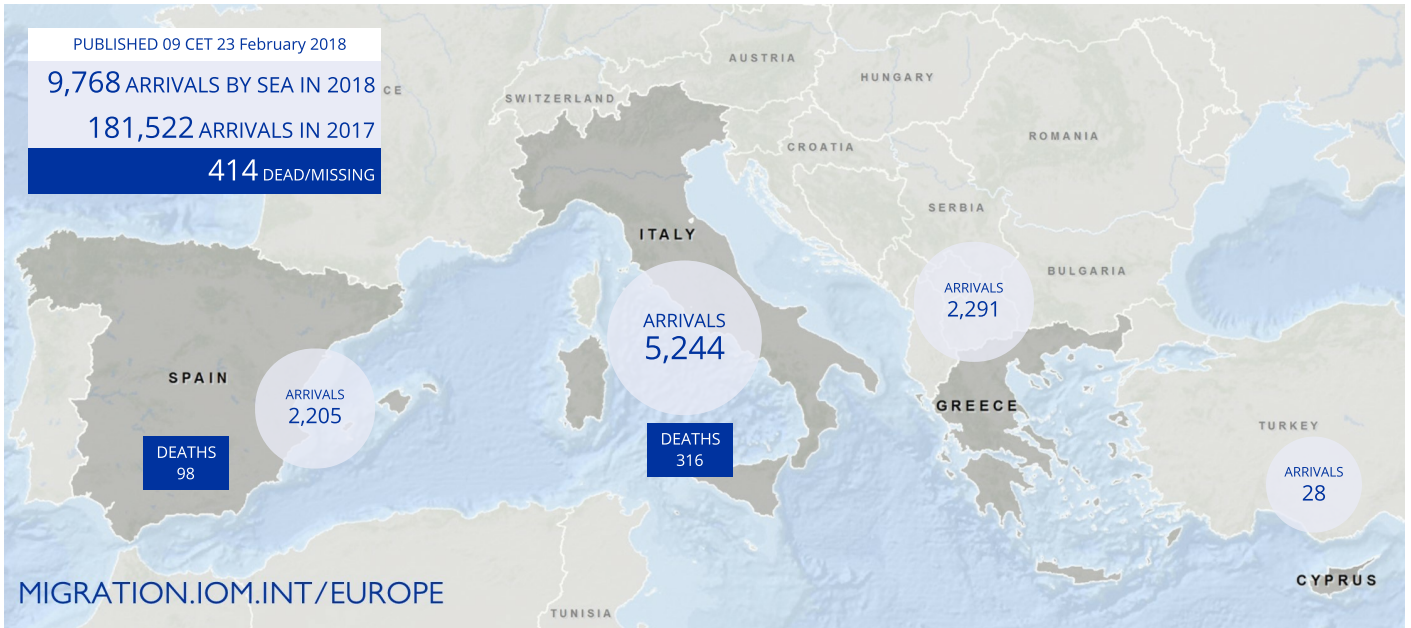 PUBLISHED 09 CET 23 February 2018
9,768 ARRIVALS BY SEA IN 2018
181,522 ARRIVALS IN 2017
414 DEAD/MISSING
CE
AUSTRIA
HUNGARY
SWITZERLAND
ROMANIA
CROATIA
SERBIA
ITALY
BULGARIA
ARRIVALS
2,291
ARRIVALS
5,244
SPAIN
ARRIVALS
2,205
GREECE
TURKEY
DEATHS
98
DEATHS
316
ARRIVALS
28
CYPRUS
MIGRATION.IOM.INT/EUROPE
TUNISIA